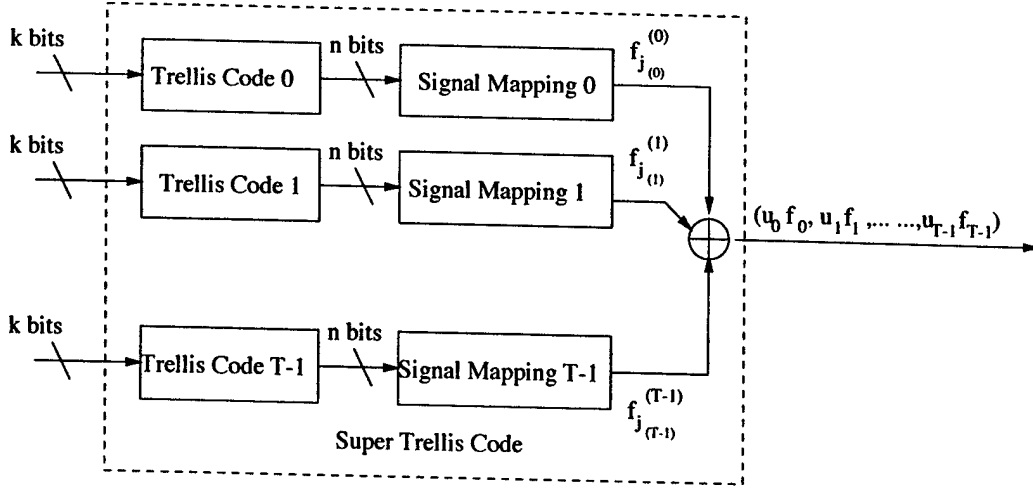 k bits
Trellis Code 0
n bits
Signal Mapping 0
f_{j_{(0)}}^{(0)}
k bits
Trellis Code 1
n bits
Signal Mapping 1
f_{j_{(1)}}^{(1)}
(u_0 f_0, u_1 f_1 ,... ...,u_{T-1} f_{T-1})
k bits
Trellis Code T-1
n bits
Signal Mapping T-1
f_{j_{(T-1)}}^{(T-1)}
Super Trellis Code